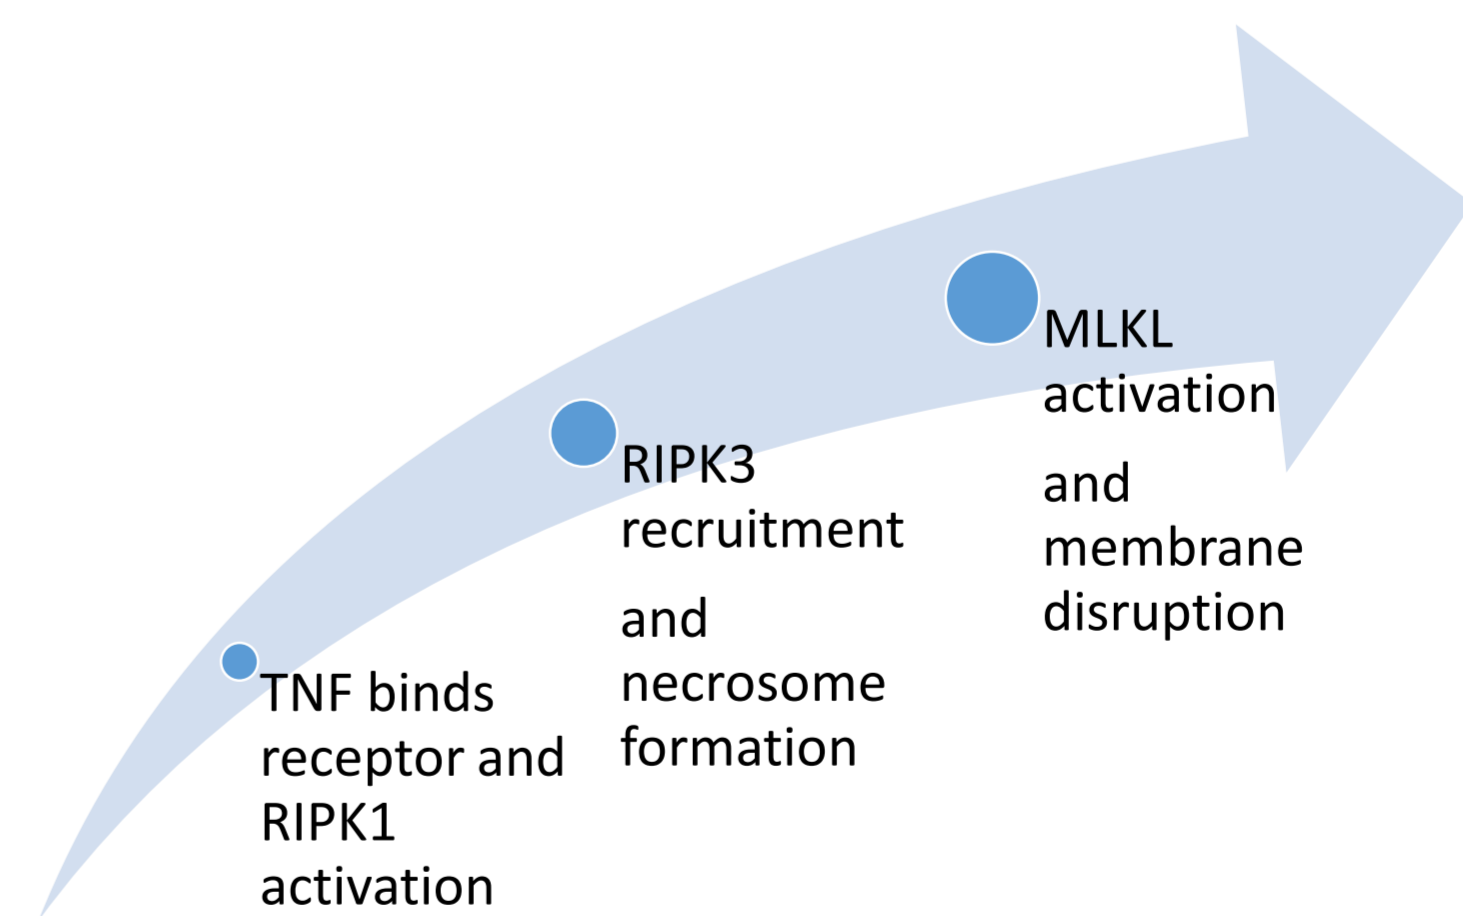 TNF binds
receptor and
RIPK1
activation
RIPK3
recruitment
and
necrosome
formation
MLKL
activation
and
membrane
disruption